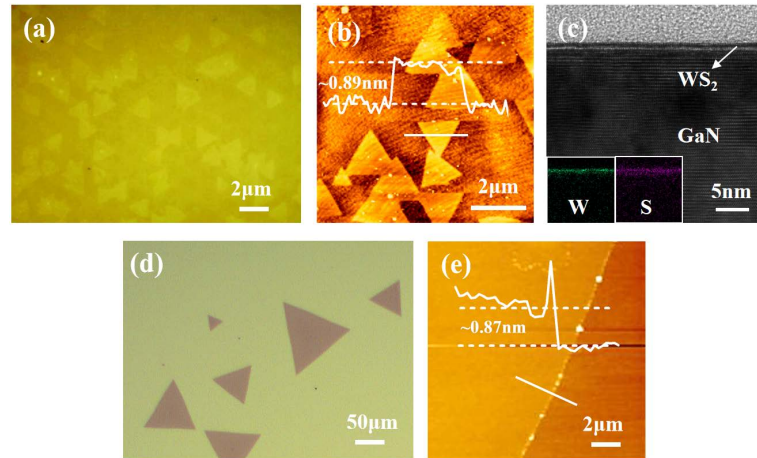 (a)
2μm
(b)
~0.89nm
2μm
(c)
WS₂
GaN
W
S
5nm
(d)
50μm
(e)
~0.87nm
2μm